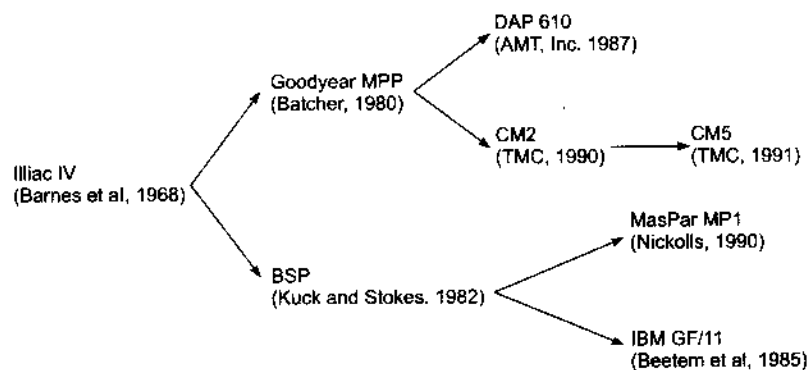 DAP 610
(AMT, Inc. 1987)
Goodyear MPP
(Batcher, 1980)
CM2
(TMC, 1990)
CM5
(TMC, 1991)
Illiac IV
(Barnes et al, 1968)
MasPar MP1
(Nickolls, 1990)
BSP
(Kuck and Stokes. 1982)
IBM GF/11
(Beetem et al, 1985)